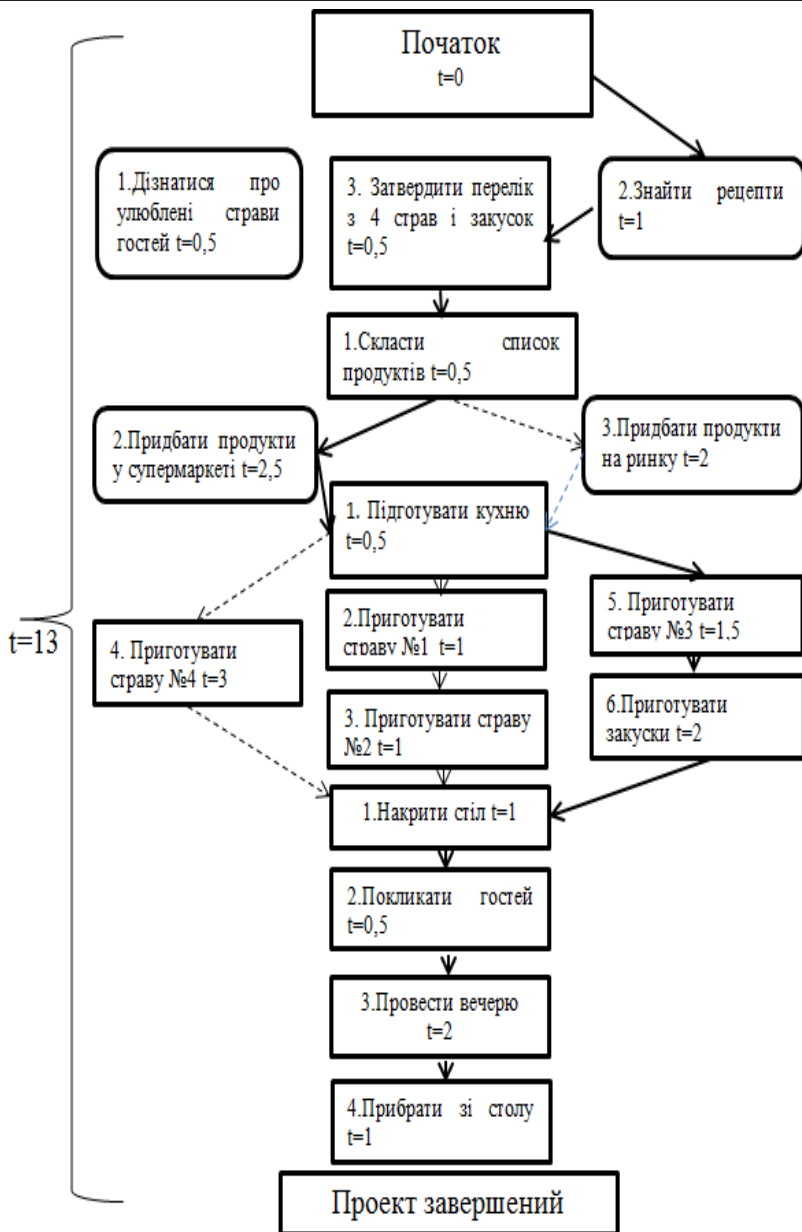 Початок
t=0
1.Дізнатися про
улюблені страви
гостей t=0,5
3. Затвердити перелік
з 4 страв і закусок
t=0,5
2.Знайти рецепти
t=1
1.Скласти список
продуктів t=0,5
2.Придбати продукти
у супермаркеті t=2,5
3.Придбати продукти
на ринку t=2
1. Підготувати кухню
t=0,5
t=13
4. Приготувати
страву №4 t=3
2.Приготувати
страву №1 t=1
5. Приготувати
страву №3 t=1,5
3. Приготувати страву
№2 t=1
6.Приготувати
закуски t=2
1.Накрити стіл t=1
2.Покликати гостей
t=0,5
3.Провести вечерю
t=2
4.Прибрати зі столу
t=1
Проект завершений